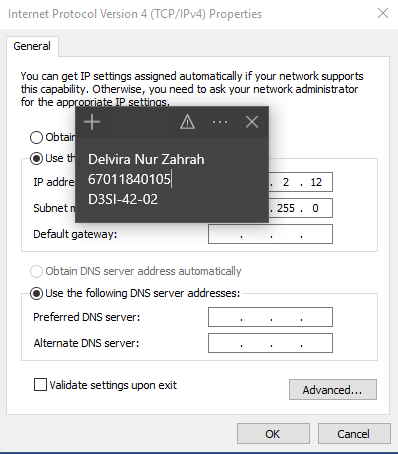 Internet Protocol Version 4 (TCP/IPv4) Properties
General
You can get IP settings assigned automatically if your network supports
this capability. Otherwise, you need to ask your network administrator
for the appropriate IP settings.
Obtain
Use the
Delvira Nur Zahrah
67011840105
D3SI-42-02
IP addre . 2 . 12
Subnet m . 255 . 0
Default gateway: . . .
Obtain DNS server address automatically
Use the following DNS server addresses:
Preferred DNS server: . . .
Alternate DNS server: . . .
Validate settings upon exit
Advanced...
OK Cancel